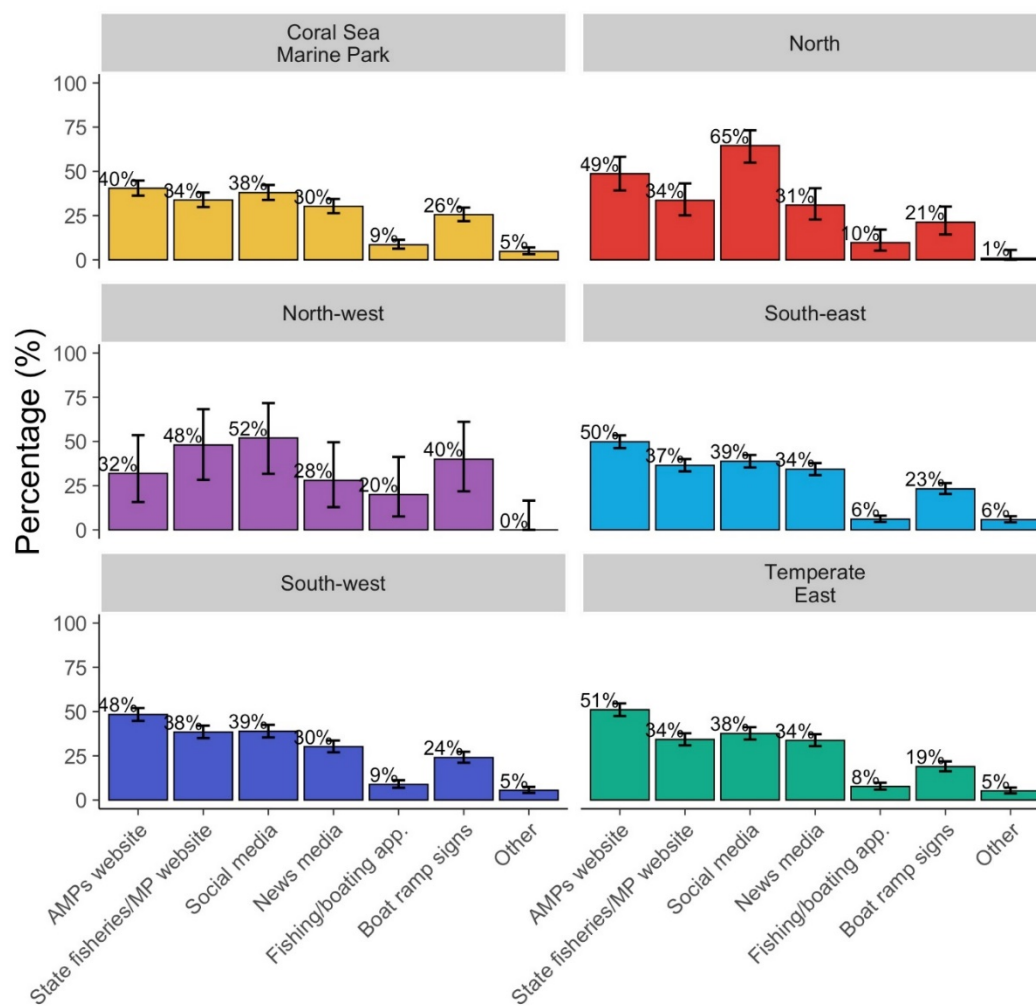 Coral Sea
Marine Park
North
100
75
50
25
0
40%
34%
38%
30%
9%
26%
5%
49%
34%
65%
31%
10%
21%
1%
North-west
South-east
Percentage (%)
100
75
50
25
0
32%
48%
52%
28%
20%
40%
0%
50%
37%
39%
34%
6%
23%
6%
South-west
Temperate
East
100
75
50
25
0
48%
38%
39%
30%
9%
24%
5%
51%
34%
38%
34%
8%
19%
5%
AMPs website
State fisheries/MP website
Social media
News media
Fishing/boating app.
Boat ramp signs
Other
AMPs website
State fisheries/MP website
Social media
News media
Fishing/boating app.
Boat ramp signs
Other